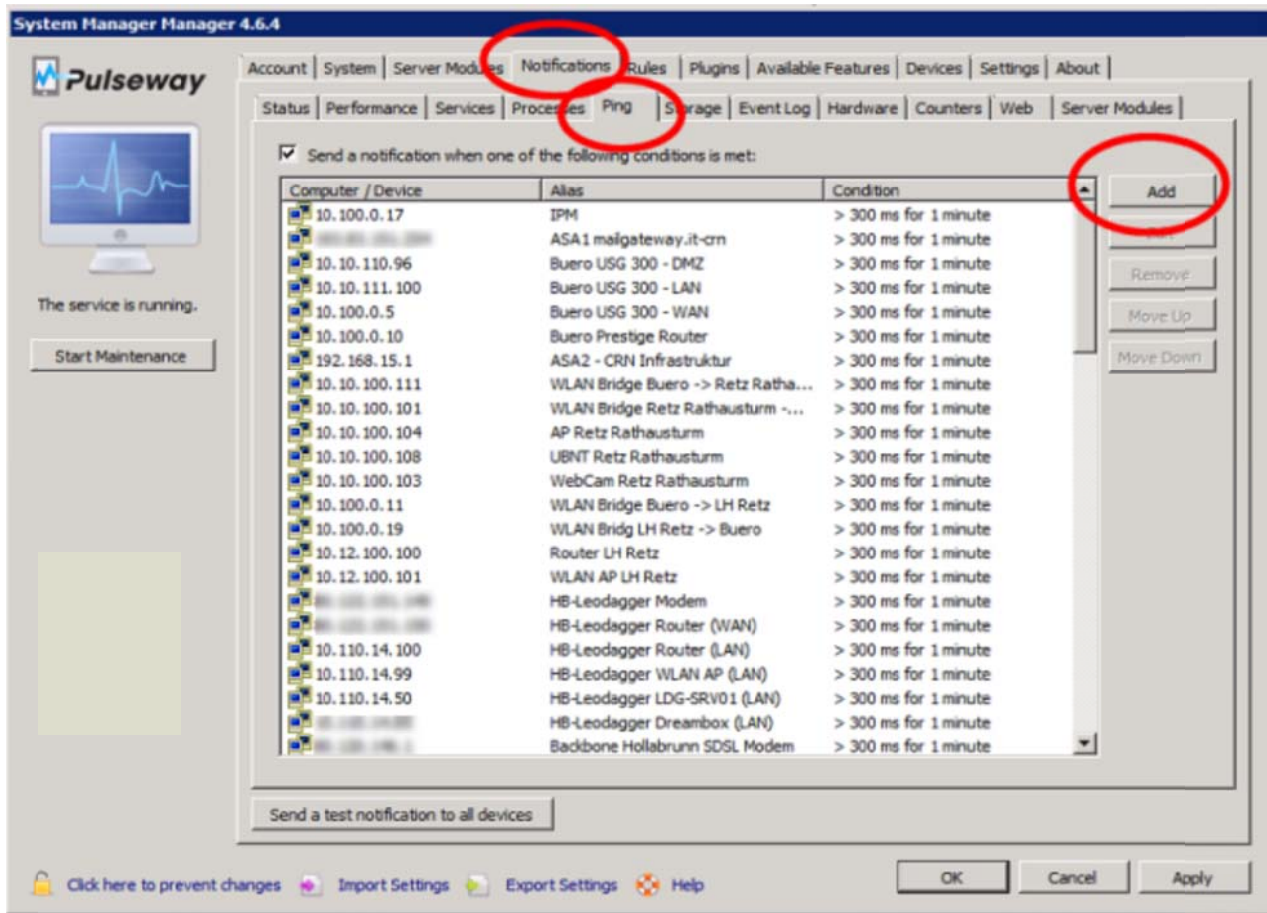 System Manager Manager 4.6.4
Pulseway
Account System Server Modules Notifications Rules Plugins Available Features Devices Settings About
Status Performance Services Processes Ping Storage Event Log Hardware Counters Web Server Modules
Send a notification when one of the following conditions is met:
Computer / Device Alias Condition
10.100.0.17 IPM > 300 ms for 1 minute
ASA1 mailgateway.it-crn > 300 ms for 1 minute
10.10.110.96 Buero USG 300 - DMZ > 300 ms for 1 minute
10.10.111.100 Buero USG 300 - LAN > 300 ms for 1 minute
10.100.0.5 Buero USG 300 - WAN > 300 ms for 1 minute
10.100.0.10 Buero Prestige Router > 300 ms for 1 minute
192.168.15.1 ASA2 - CRN Infrastruktur > 300 ms for 1 minute
10.10.100.111 WLAN Bridge Buero -> Retz Ratha... > 300 ms for 1 minute
10.10.100.101 WLAN Bridge Retz Rathausturm -... > 300 ms for 1 minute
10.10.100.104 AP Retz Rathausturm > 300 ms for 1 minute
10.10.100.108 UBNT Retz Rathausturm > 300 ms for 1 minute
10.10.100.103 WebCam Retz Rathausturm > 300 ms for 1 minute
10.100.0.11 WLAN Bridge Buero -> LH Retz > 300 ms for 1 minute
10.100.0.19 WLAN Bridg LH Retz -> Buero > 300 ms for 1 minute
10.12.100.100 Router LH Retz > 300 ms for 1 minute
10.12.100.101 WLAN AP LH Retz > 300 ms for 1 minute
HB-Leodagger Modem > 300 ms for 1 minute
HB-Leodagger Router (WAN) > 300 ms for 1 minute
10.110.14.100 HB-Leodagger Router (LAN) > 300 ms for 1 minute
10.110.14.99 HB-Leodagger WLAN AP (LAN) > 300 ms for 1 minute
10.110.14.50 HB-Leodagger LDG-SRV01 (LAN) > 300 ms for 1 minute
HB-Leodagger Dreambox (LAN) > 300 ms for 1 minute
Backbone Hollabrunn SDSL Modem > 300 ms for 1 minute
Add
Remove
Move Up
Move Down
The service is running.
Start Maintenance
Send a test notification to all devices
Click here to prevent changes Import Settings Export Settings Help
OK Cancel Apply